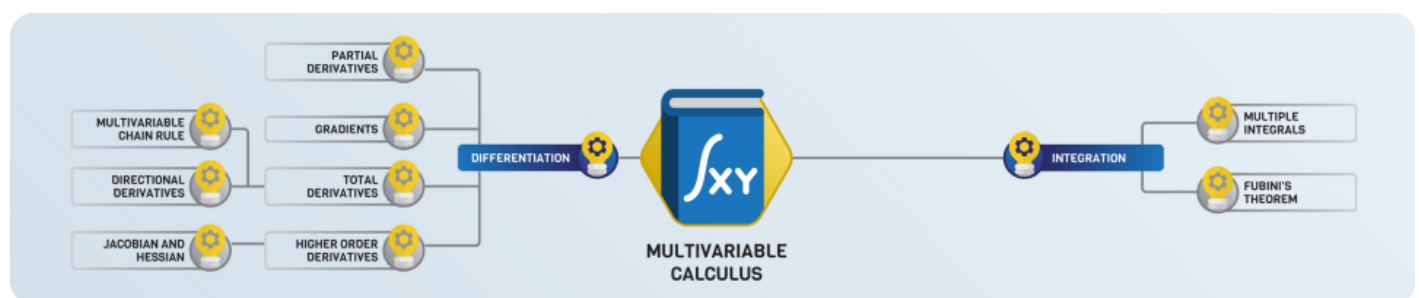 PARTIAL
DERIVATIVES
MULTIVARIABLE
CHAIN RULE
GRADIENTS
DIFFERENTIATION
DIRECTIONAL
DERIVATIVES
TOTAL
DERIVATIVES
JACOBIAN AND
HESSIAN
HIGHER ORDER
DERIVATIVES
∫XY
MULTIVARIABLE
CALCULUS
INTEGRATION
MULTIPLE
INTEGRALS
FUBINI'S
THEOREM